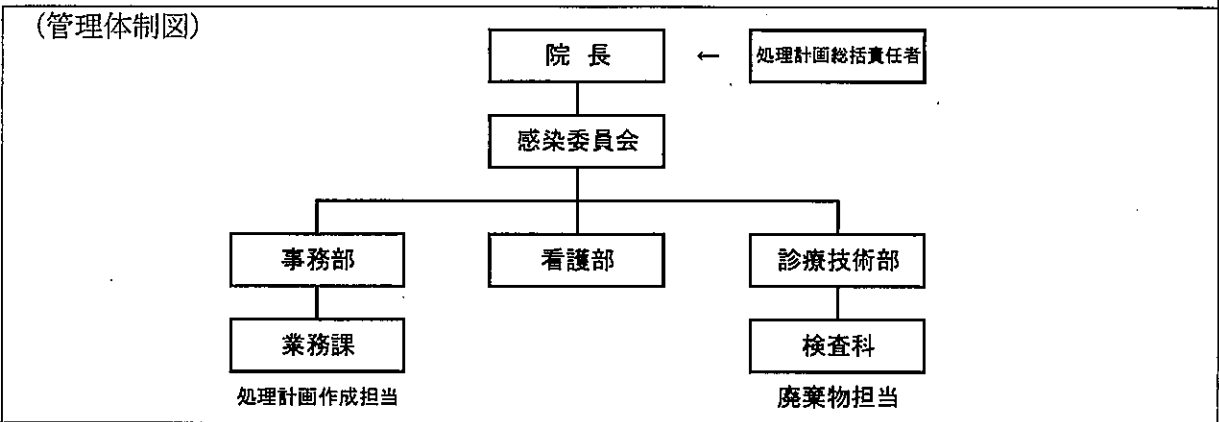 (管理体制図)
院 長 ← 処理計画総括責任者
感染委員会
事務部 看護部 診療技術部
業務課 検査科
処理計画作成担当 廃棄物担当